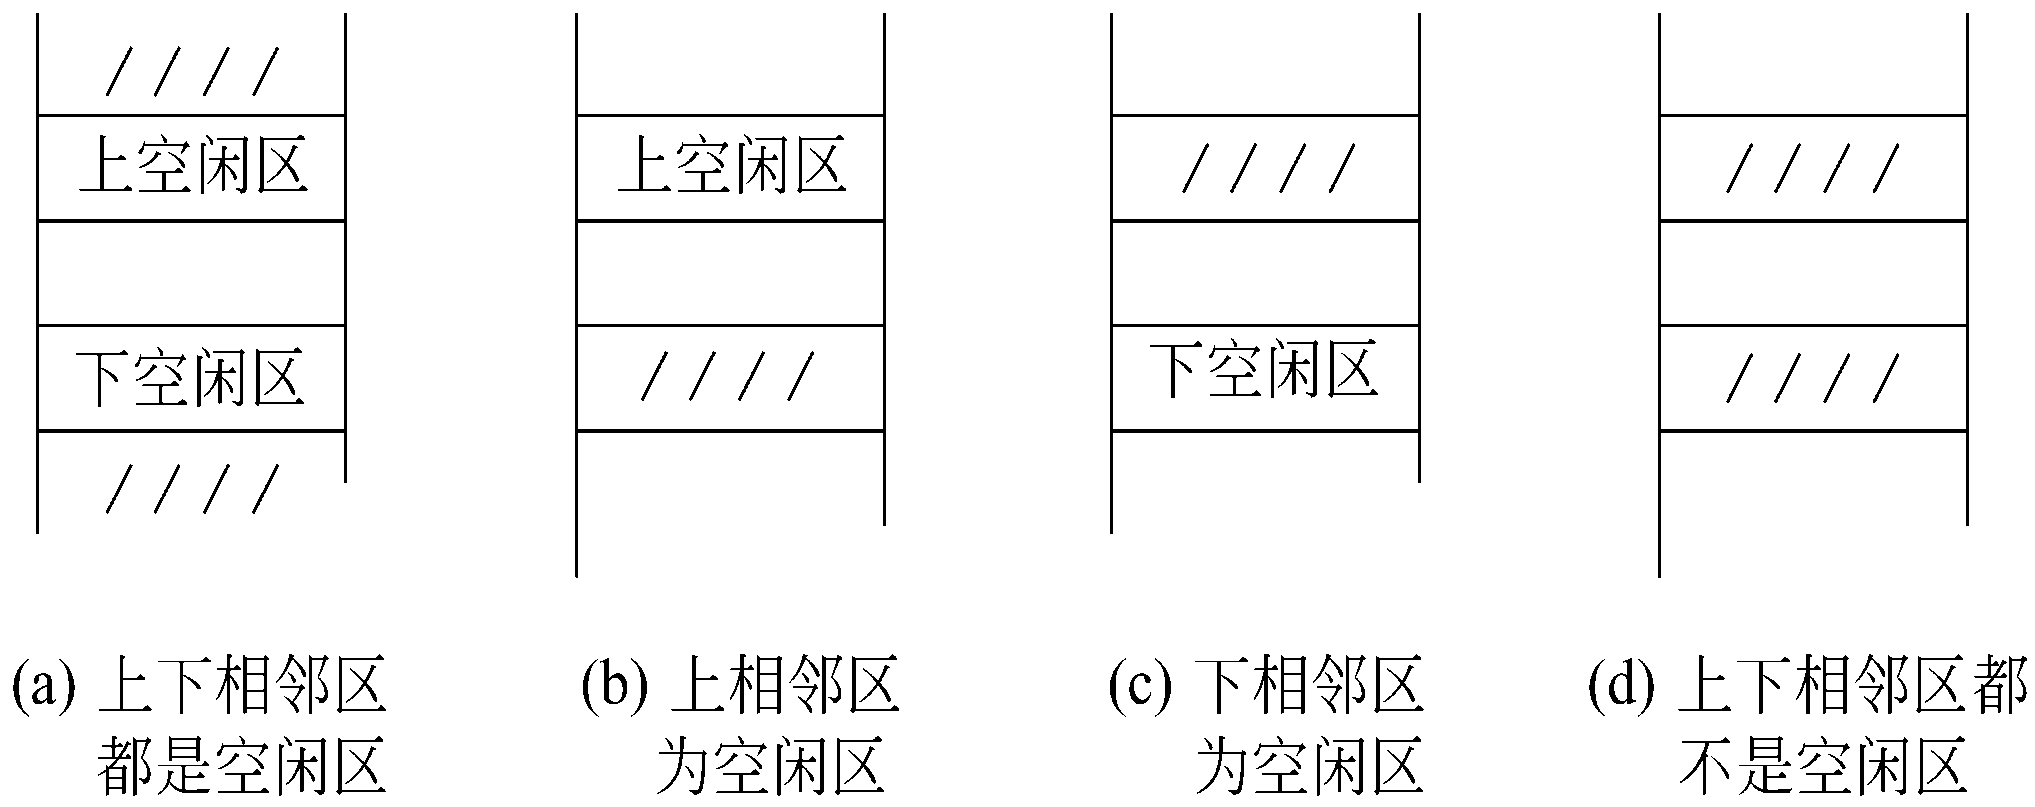 上空闲区
上空闲区
下空闲区
下空闲区
(a) 上下相邻区
都是空闲区
(b) 上相邻区
为空闲区
(c) 下相邻区
为空闲区
(d) 上下相邻区都
不是空闲区